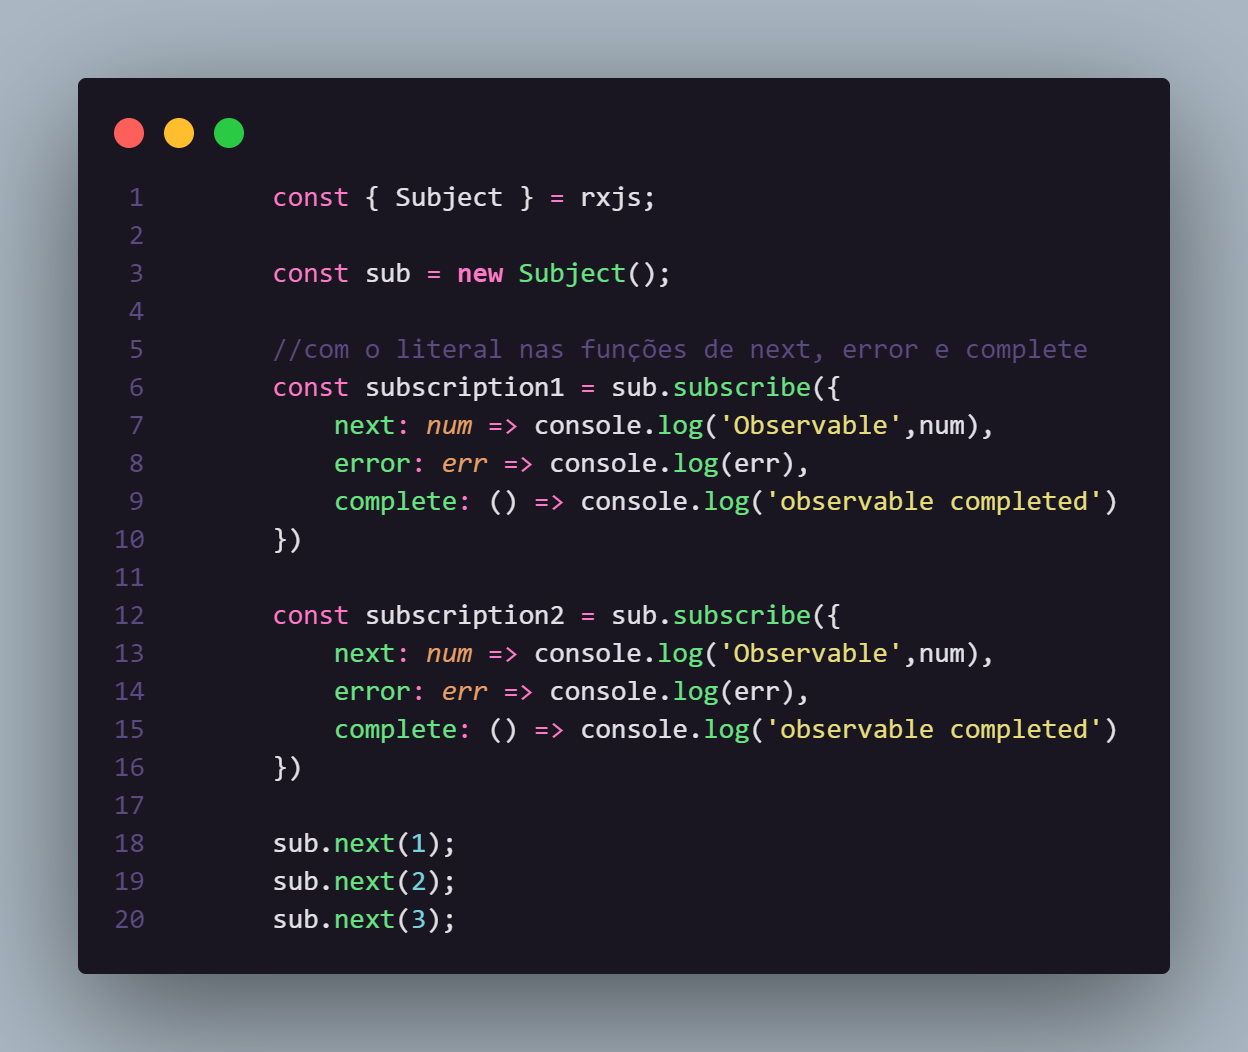 1 const { Subject } = rxjs;
2
3 const sub = new Subject();
4
5 //com o literal nas funções de next, error e complete
6 const subscription1 = sub.subscribe({
7 next: num => console.log('Observable',num),
8 error: err => console.log(err),
9 complete: () => console.log('observable completed')
10 })
11
12 const subscription2 = sub.subscribe({
13 next: num => console.log('Observable',num),
14 error: err => console.log(err),
15 complete: () => console.log('observable completed')
16 })
17
18 sub.next(1);
19 sub.next(2);
20 sub.next(3);